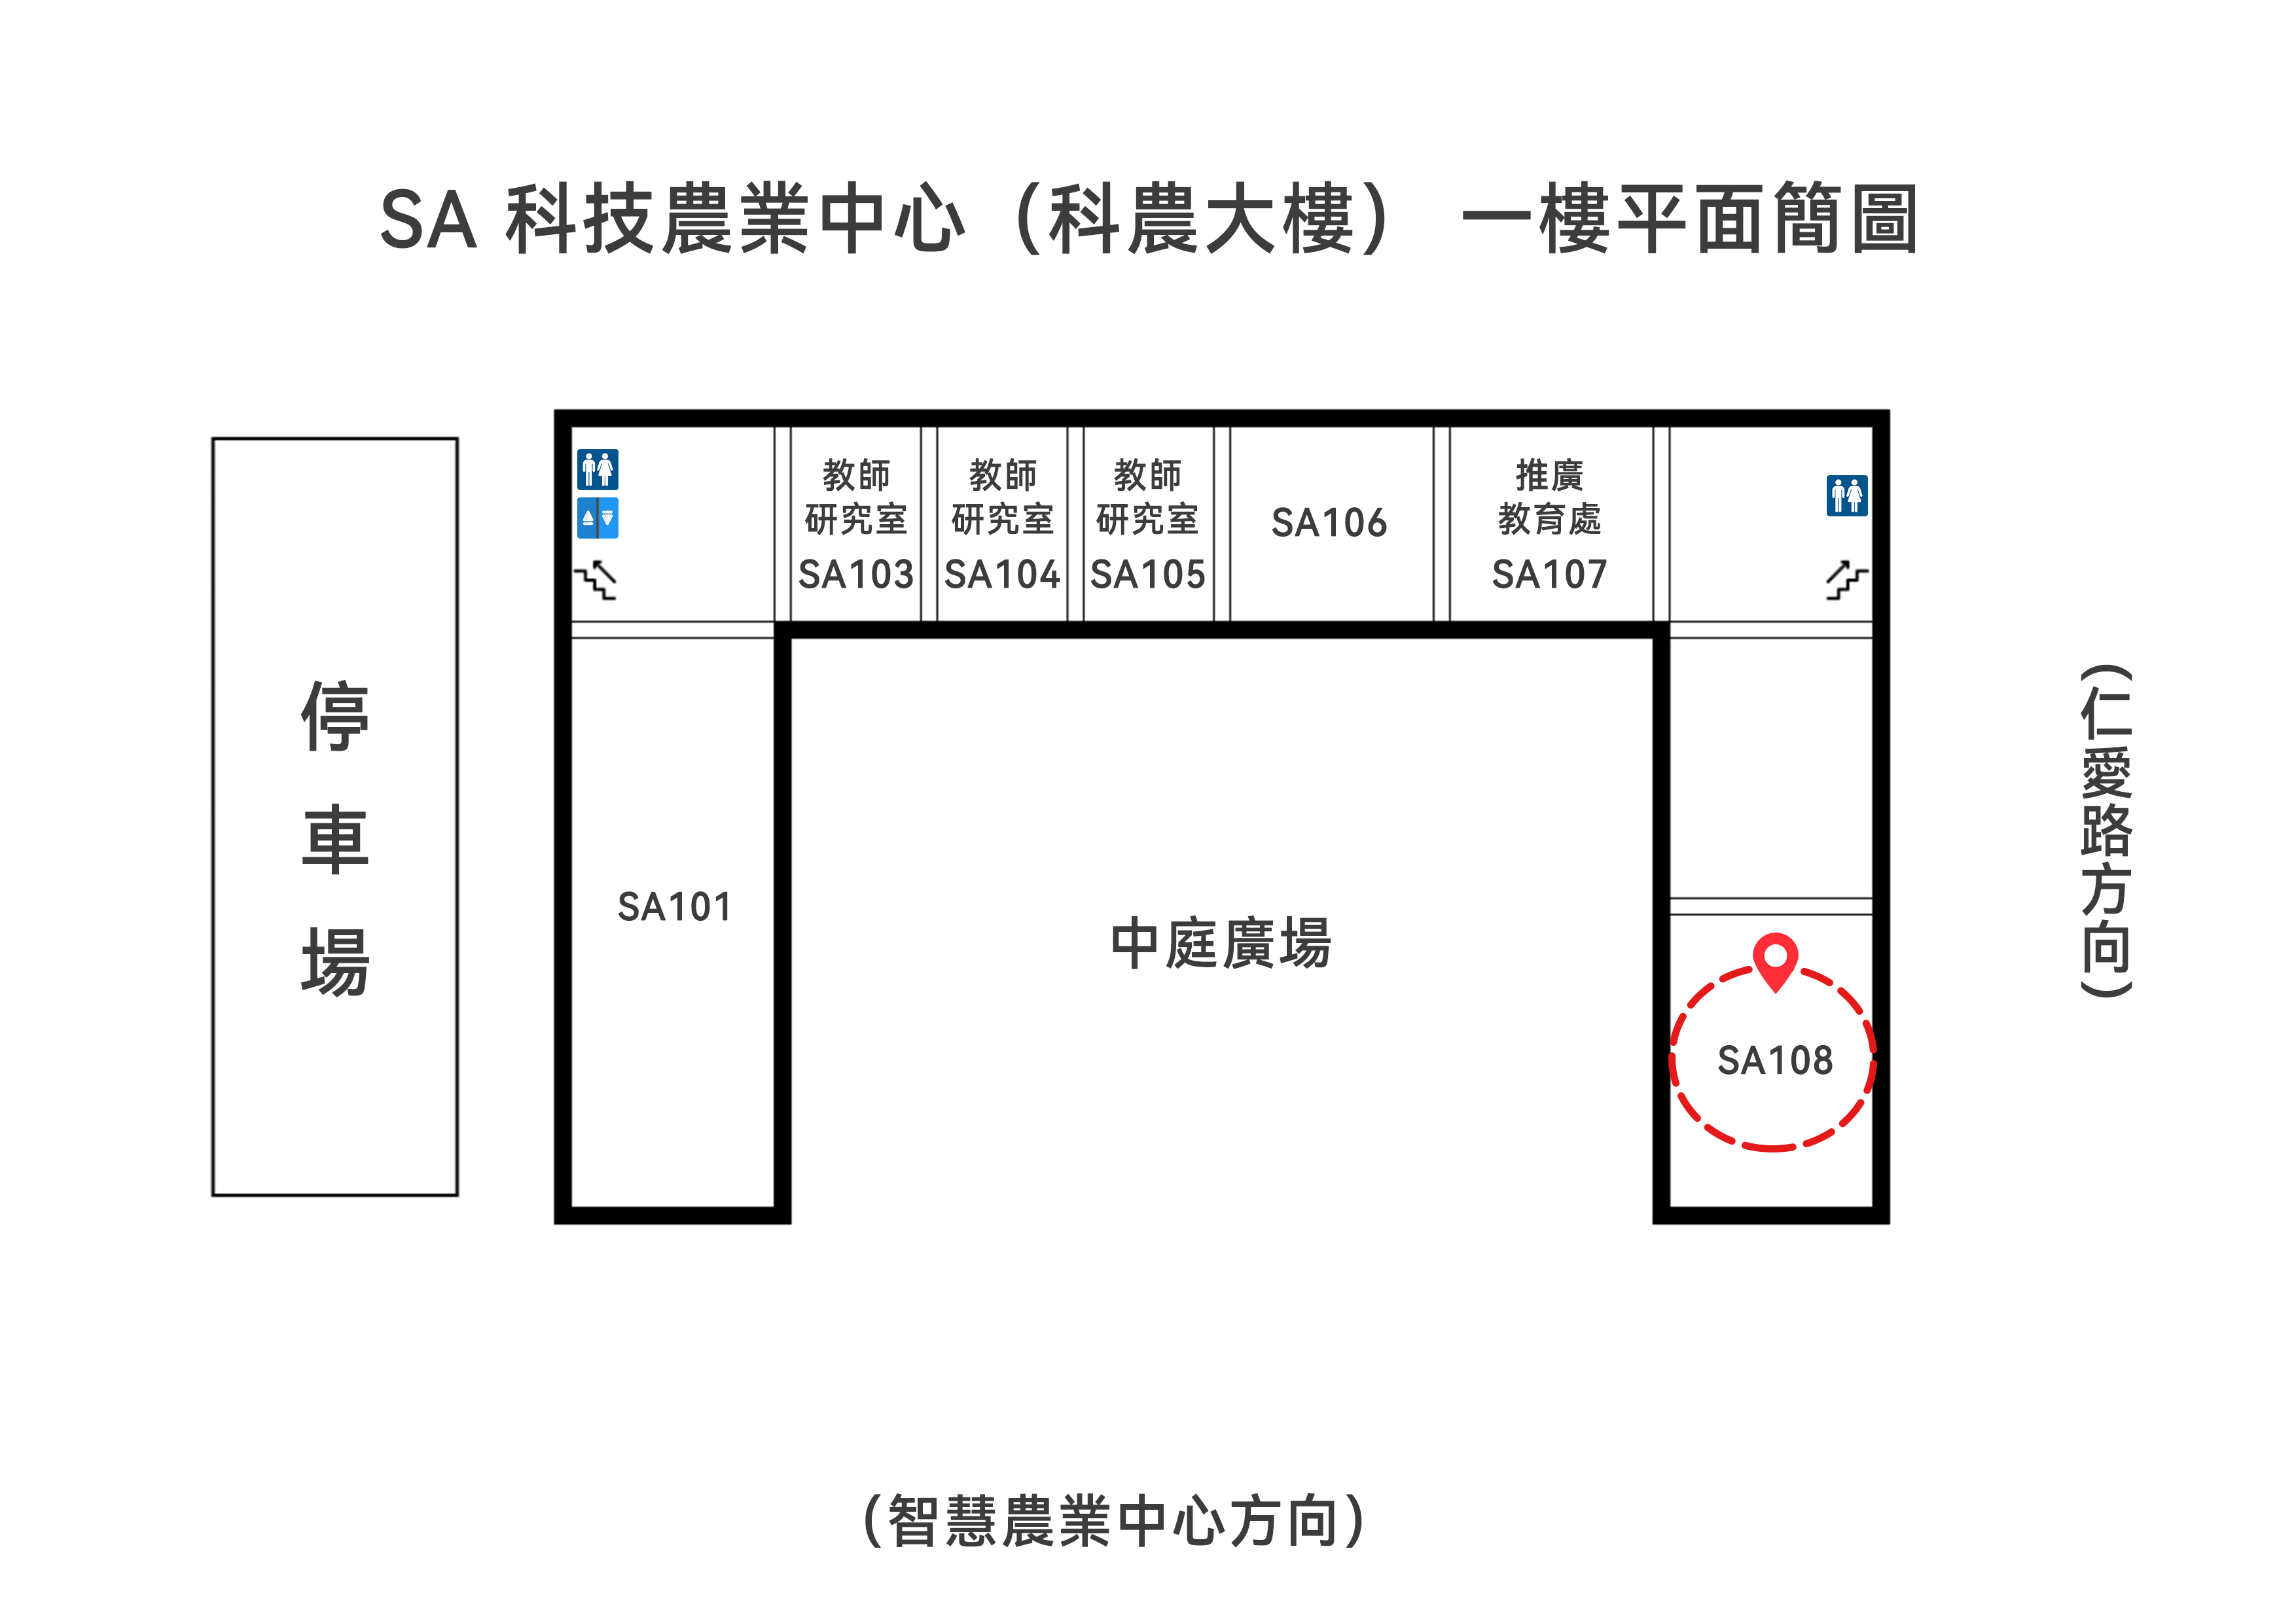 SA 科技農業中心（科農大樓）一樓平面簡圖
教師
研究室
SA103
教師
研究室
SA104
教師
研究室
SA105
SA106
推廣
教育處
SA107
停車場
SA101
中庭廣場
SA108
（仁愛路方向）
（智慧農業中心方向）